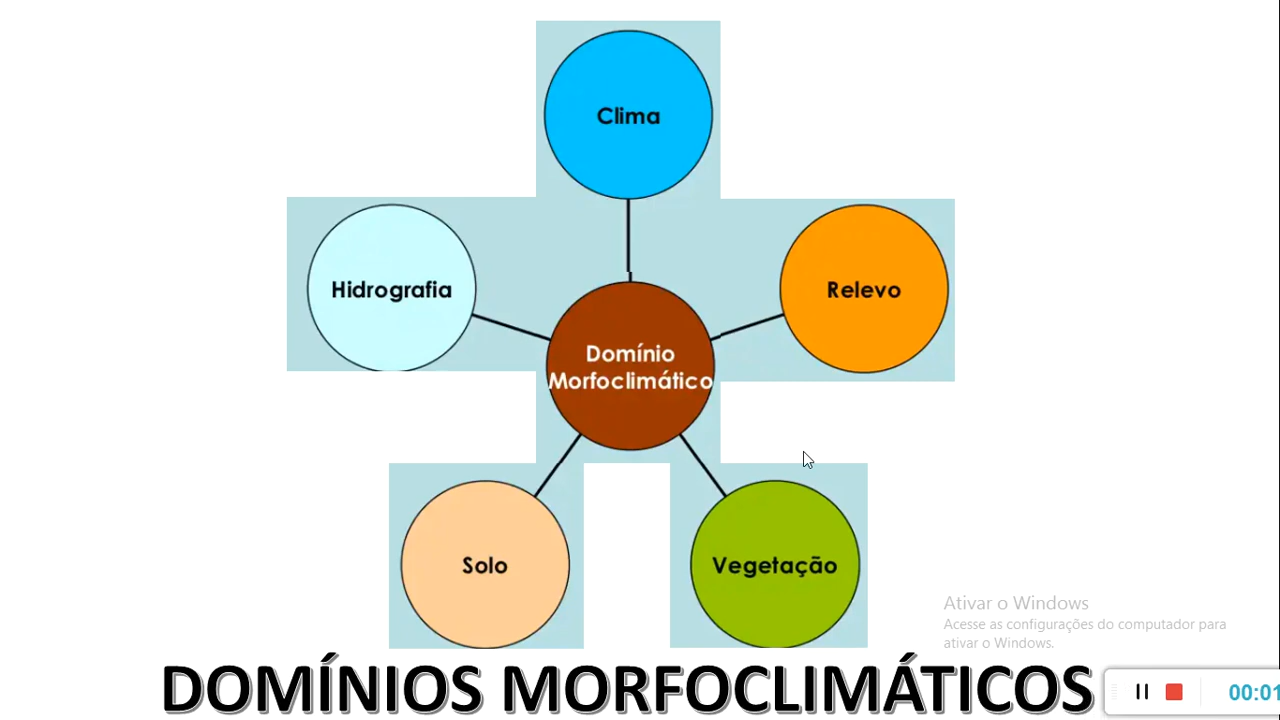 Clima
Hidrografia
Relevo
Domínio
Morfoclimático
Solo
Vegetação
Ativar o Windows
Acesse as configurações do computador para
ativar o Windows.
DOMÍNIOS MORFOCLIMÁTICOS
00:01